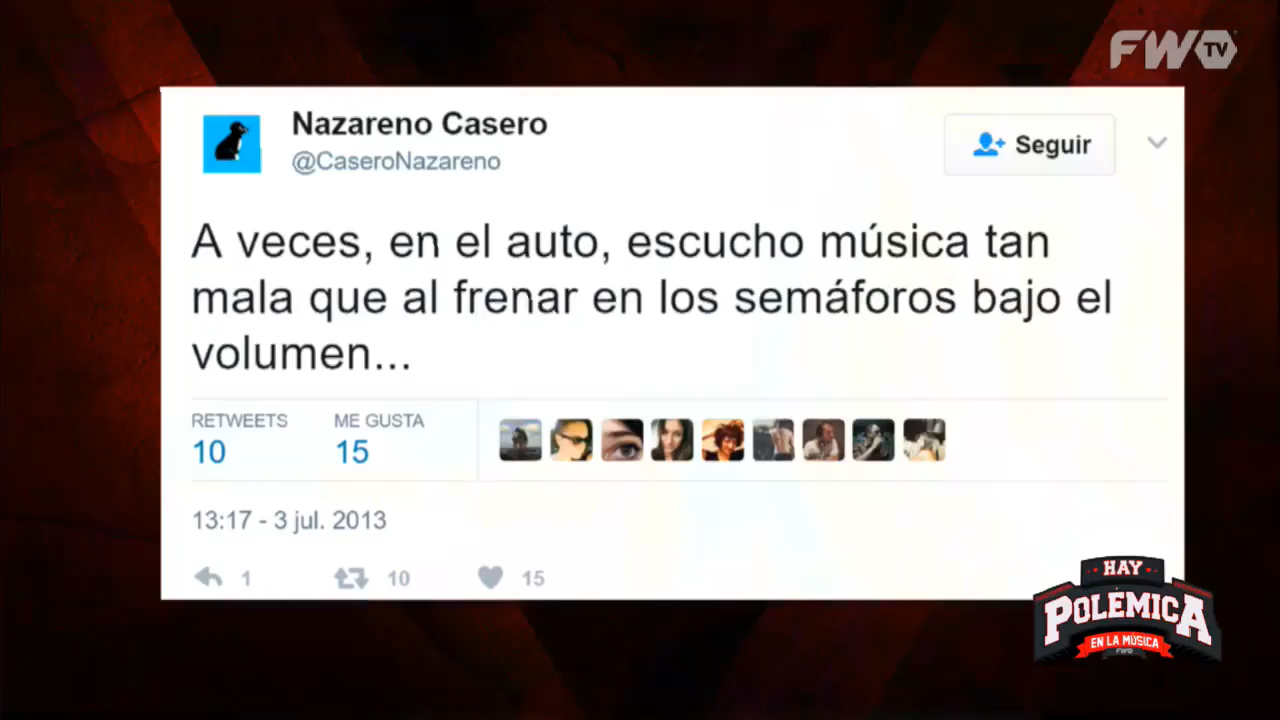 FWO TV
Nazareno Casero
@CaseroNazareno
Seguir
A veces, en el auto, escucho música tan
mala que al frenar en los semáforos bajo el
volumen...
RETWEETS
ME GUSTA
10
15
13:17 - 3 jul. 2013
1
10
15
HAY
POLÉMICA
EN LA MÚSICA
FWO